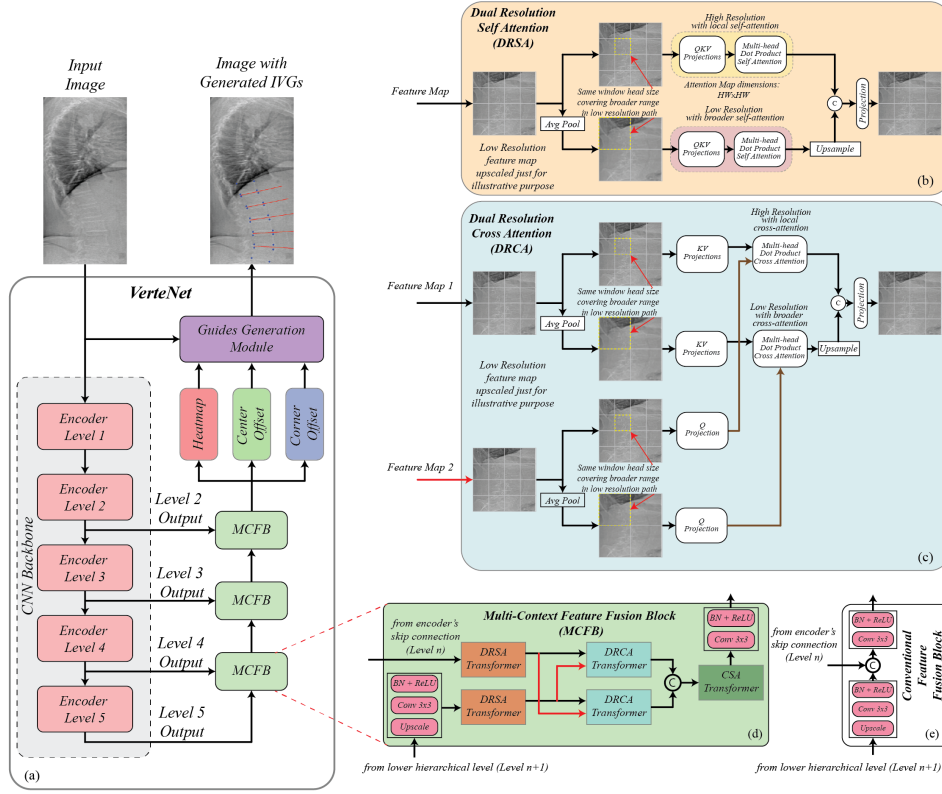 Input
Image
Image with
Generated IVGs
VerteNet
Guides Generation
Module
Heatmap
Center
Offset
Corner
Offset
CNN Backbone
Encoder
Level 1
Encoder
Level 2
Encoder
Level 3
Encoder
Level 4
Encoder
Level 5
Level 2
Output
Level 3
Output
Level 4
Output
Level 5
Output
MCFB
MCFB
MCFB
(a)
Dual Resolution
Self Attention
(DRSA)
Feature Map
Avg Pool
Low Resolution
feature map
upscaled just for
illustrative purpose
Same window head size
covering broader range
in low resolution path
High Resolution
with local self-attention
QKV
Projections
Multi-head
Dot Product
Self Attention
Attention Map dimensions:
HWxHW
Low Resolution
with broader self-attention
QKV
Projections
Multi-head
Dot Product
Self Attention
Upsample
C
Projection
(b)
Dual Resolution
Cross Attention
(DRCA)
Feature Map 1
Avg Pool
Low Resolution
feature map
upscaled just for
illustrative purpose
Same window head size
covering broader range
in low resolution path
KV
Projections
KV
Projections
High Resolution
with local
cross-attention
Multi-head
Dot Product
Cross Attention
Low Resolution
with broader
cross-attention
Multi-head
Dot Product
Cross Attention
Upsample
C
Projection
Feature Map 2
Avg Pool
Same window head size
covering broader range
in low resolution path
Q
Projection
Q
Projection
(c)
Multi-Context Feature Fusion Block
(MCFB)
from encoder's
skip connection
(Level n)
BN + ReLU
Conv 3x3
Upscale
DRSA
Transformer
DRSA
Transformer
DRCA
Transformer
DRCA
Transformer
C
BN + ReLU
Conv 3x3
CSA
Transformer
(d)
from lower hierarchical level (Level n+1)
from encoder's
skip connection
(Level n)
BN + ReLU
Conv 3x3
C
BN + ReLU
Conv 3x3
Upscale
Conventional
Feature
Fusion Block
(e)
from lower hierarchical level (Level n+1)